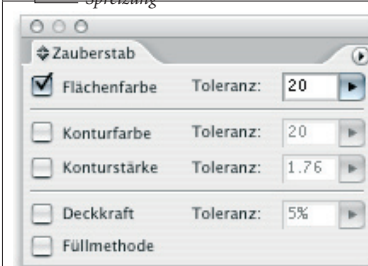 Spreizung
Zauberstab
Flächenfarbe Toleranz: 20
Konturfarbe Toleranz: 20
Konturstärke Toleranz: 1.76
Deckkraft Toleranz: 5%
Füllmethode